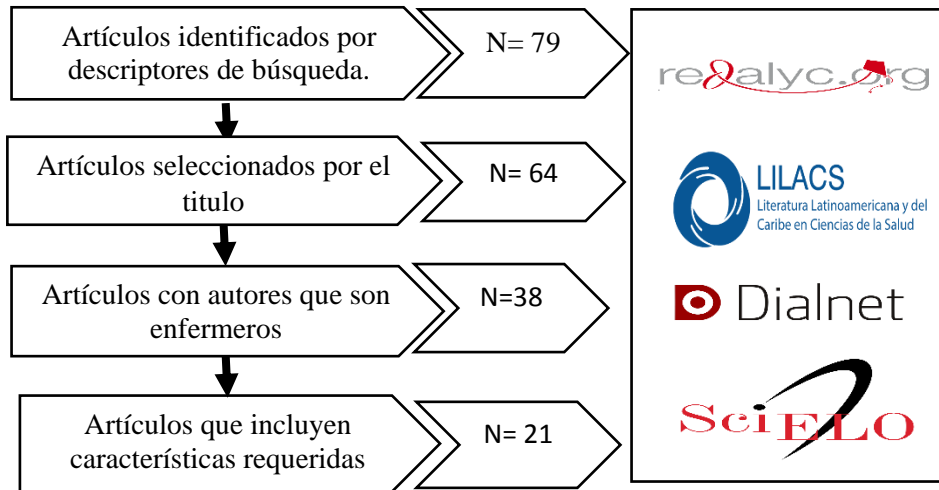 Artículos identificados por
descriptores de búsqueda.
N= 79
Artículos seleccionados por el
titulo
N= 64
Artículos con autores que son
enfermeros
N=38
Artículos que incluyen
características requeridas
N= 21
redalyc.org
LILACS
Literatura Latinoamericana y del
Caribe en Ciencias de la Salud
Dialnet
SciELO